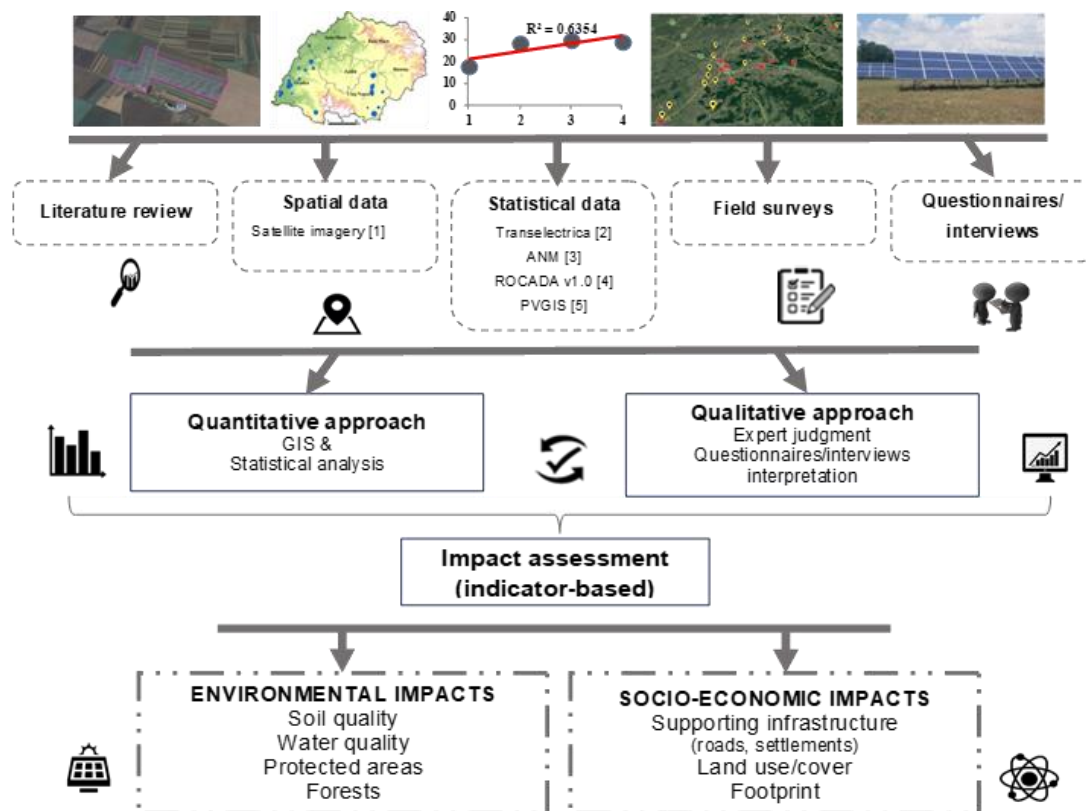 40
30
20
10
0
R² = 0.6354
1 2 3 4
Literature review
Spatial data
Satellite imagery [1]
Statistical data
Transelectrica [2]
ANM [3]
ROCADA v1.0 [4]
PVGIS [5]
Field surveys
Questionnaires/
interviews
Quantitative approach
GIS &
Statistical analysis
Qualitative approach
Expert judgment
Questionnaires/interviews
interpretation
Impact assessment
(indicator-based)
ENVIRONMENTAL IMPACTS
Soil quality
Water quality
Protected areas
Forests
SOCIO-ECONOMIC IMPACTS
Supporting infrastructure
(roads, settlements)
Land use/cover
Footprint